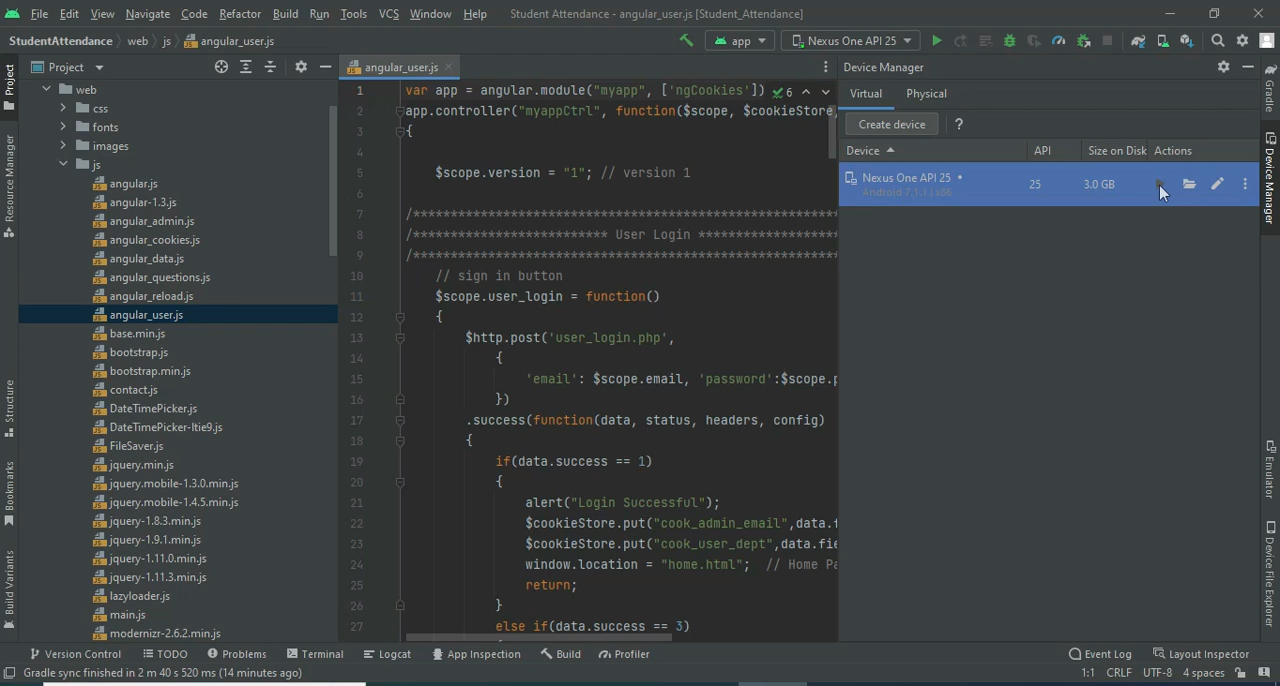 File Edit View Navigate Code Refactor Build Run Tools VCS Window Help Student Attendance - angular_user.js [Student_Attendance]
StudentAttendance web js angular_user.js app Nexus One API 25
Project
Resource Manager
Structure
Bookmarks
Build Variants
Project
web
css
fonts
images
js
angular.js
angular-1.3.js
angular_admin.js
angular_cookies.js
angular_data.js
angular_questions.js
angular_reload.js
angular_user.js
base.min.js
bootstrap.js
bootstrap.min.js
contact.js
DateTimePicker.js
DateTimePicker-ltie9.js
FileSaver.js
jquery.min.js
jquery.mobile-1.3.0.min.js
jquery.mobile-1.4.5.min.js
jquery-1.8.3.min.js
jquery-1.9.1.min.js
jquery-1.11.0.min.js
jquery-1.11.3.min.js
lazyloader.js
main.js
modernizr-2.6.2.min.js
angular_user.js
6
1 var app = angular.module("myapp", ['ngCookies'])
2 app.controller("myappCtrl", function($scope, $cookieStore,
3 {
4
5 $scope.version = "1"; // version 1
6
7 /*********************************************************
8 /************************** User Login *******************
9 /*********************************************************
10 // sign in button
11 $scope.user_login = function()
12 {
13 $http.post('user_login.php',
14 {
15 'email': $scope.email, 'password':$scope.p
16 })
17 .success(function(data, status, headers, config)
18 {
19 if(data.success == 1)
20 {
21 alert("Login Successful");
22 $cookieStore.put("cook_admin_email",data.f
23 $cookieStore.put("cook_user_dept",data.fie
24 window.location = "home.html"; // Home Pa
25 return;
26 }
27 else if(data.success == 3)
Device Manager
Virtual Physical
Create device ?
Device API Size on Disk Actions
Nexus One API 25 25 3.0 GB
Android 7.1.1 | x86
Gradle
Device Manager
Emulator
Device File Explorer
Version Control TODO Problems Terminal Logcat App Inspection Build Profiler Event Log Layout Inspector
Gradle sync finished in 2 m 40 s 520 ms (14 minutes ago) 1:1 CRLF UTF-8 4 spaces